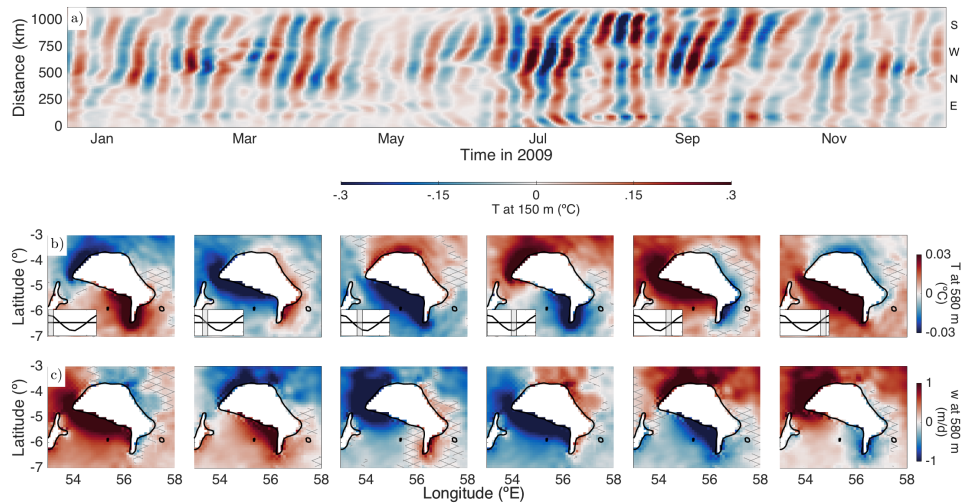 a)
1000
750
500
250
0
Distance (km)
S
W
N
E
Jan
Mar
May
Jul
Sep
Nov
Time in 2009
-.3
-.15
0
.15
.3
T at 150 m (ºC)
b)
-3
-4
-5
-6
-7
Latitude (º)
0.03
0
-0.03
T at 580 m
(ºC)
c)
-3
-4
-5
-6
-7
Latitude (º)
1
0
-1
w at 580 m
(m/d)
54 56 58
54 56 58
54 56 58
54 56 58
54 56 58
54 56 58
Longitude (ºE)